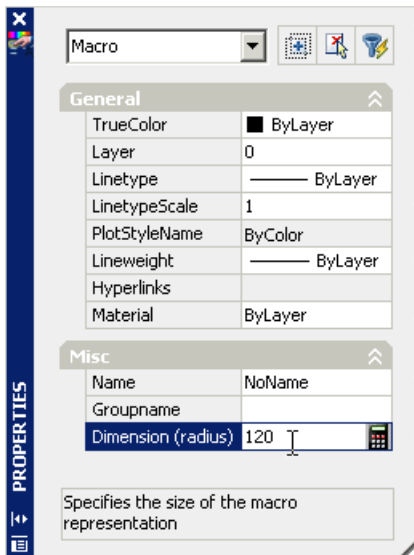 Macro
General
TrueColor ByLayer
Layer 0
Linetype ByLayer
LinetypeScale 1
PlotStyleName ByColor
Lineweight ByLayer
Hyperlinks
Material ByLayer
Misc
Name NoName
Groupname
Dimension (radius) 120
PROPERTIES
Specifies the size of the macro
representation